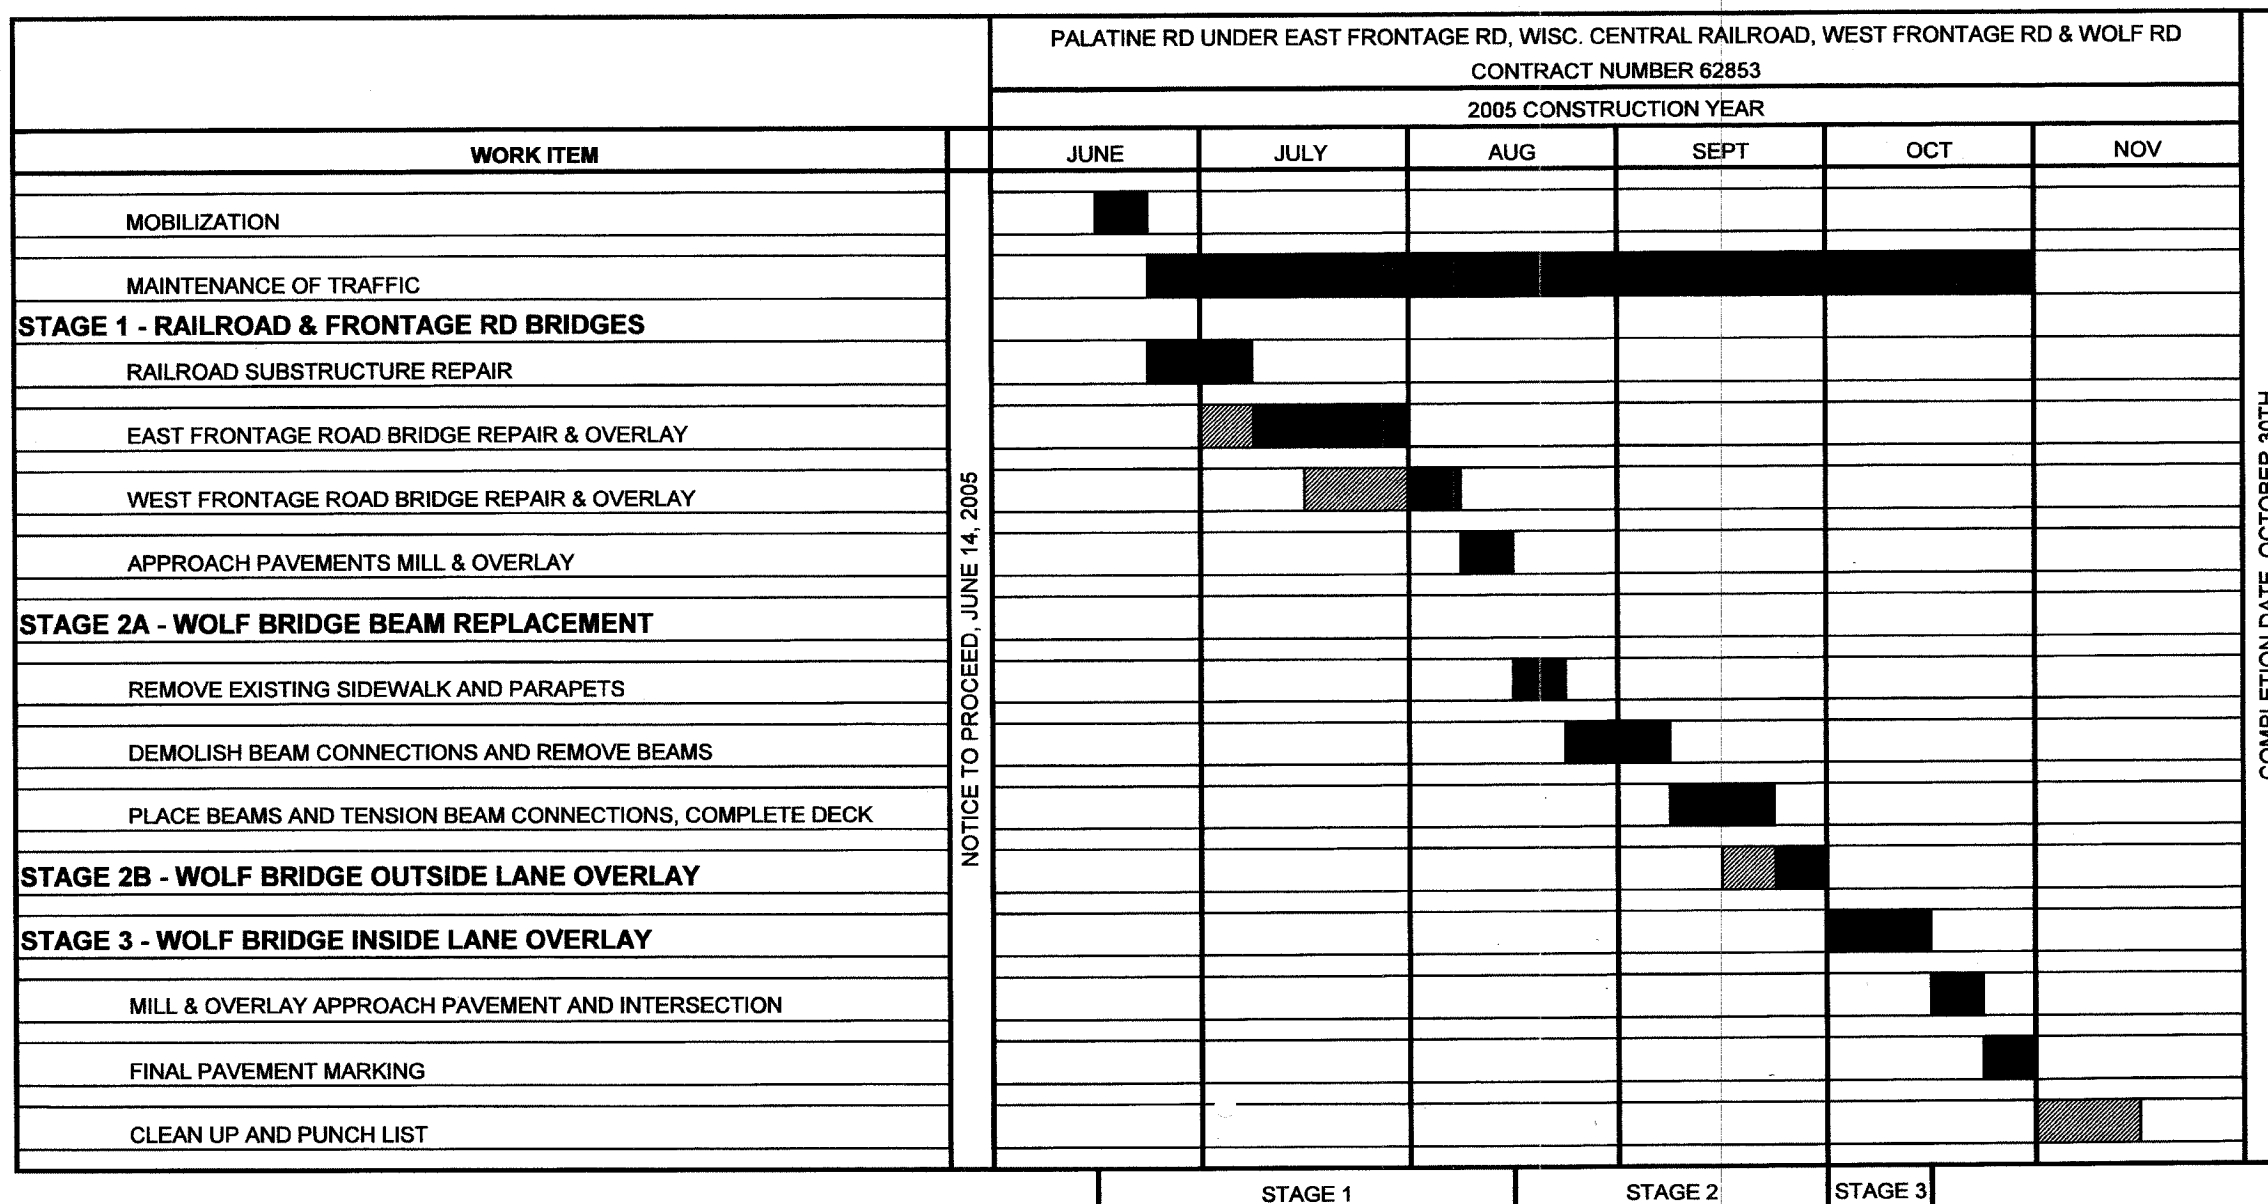 PALATINE RD UNDER EAST FRONTAGE RD, WISC. CENTRAL RAILROAD, WEST FRONTAGE RD & WOLF RD
CONTRACT NUMBER 62853
2005 CONSTRUCTION YEAR
WORK ITEM
JUNE
JULY
AUG
SEPT
OCT
NOV
MOBILIZATION
MAINTENANCE OF TRAFFIC
STAGE 1 - RAILROAD & FRONTAGE RD BRIDGES
RAILROAD SUBSTRUCTURE REPAIR
EAST FRONTAGE ROAD BRIDGE REPAIR & OVERLAY
WEST FRONTAGE ROAD BRIDGE REPAIR & OVERLAY
APPROACH PAVEMENTS MILL & OVERLAY
STAGE 2A - WOLF BRIDGE BEAM REPLACEMENT
REMOVE EXISTING SIDEWALK AND PARAPETS
DEMOLISH BEAM CONNECTIONS AND REMOVE BEAMS
PLACE BEAMS AND TENSION BEAM CONNECTIONS, COMPLETE DECK
STAGE 2B - WOLF BRIDGE OUTSIDE LANE OVERLAY
STAGE 3 - WOLF BRIDGE INSIDE LANE OVERLAY
MILL & OVERLAY APPROACH PAVEMENT AND INTERSECTION
FINAL PAVEMENT MARKING
CLEAN UP AND PUNCH LIST
NOTICE TO PROCEED, JUNE 14, 2005
COMPLETION DATE, OCTOBER 30TH
STAGE 1
STAGE 2
STAGE 3